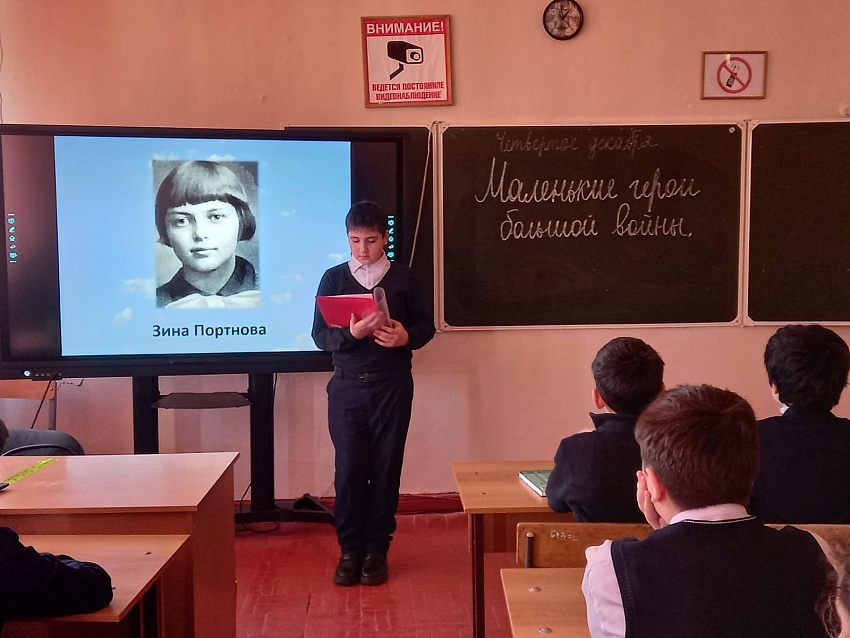 ВНИМАНИЕ!
ВЕДЕТСЯ ПОСТОЯННОЕ
ВИДЕОНАБЛЮДЕНИЕ
Четвертое декабря
Маленькие герои
большой войны.
Зина Портнова